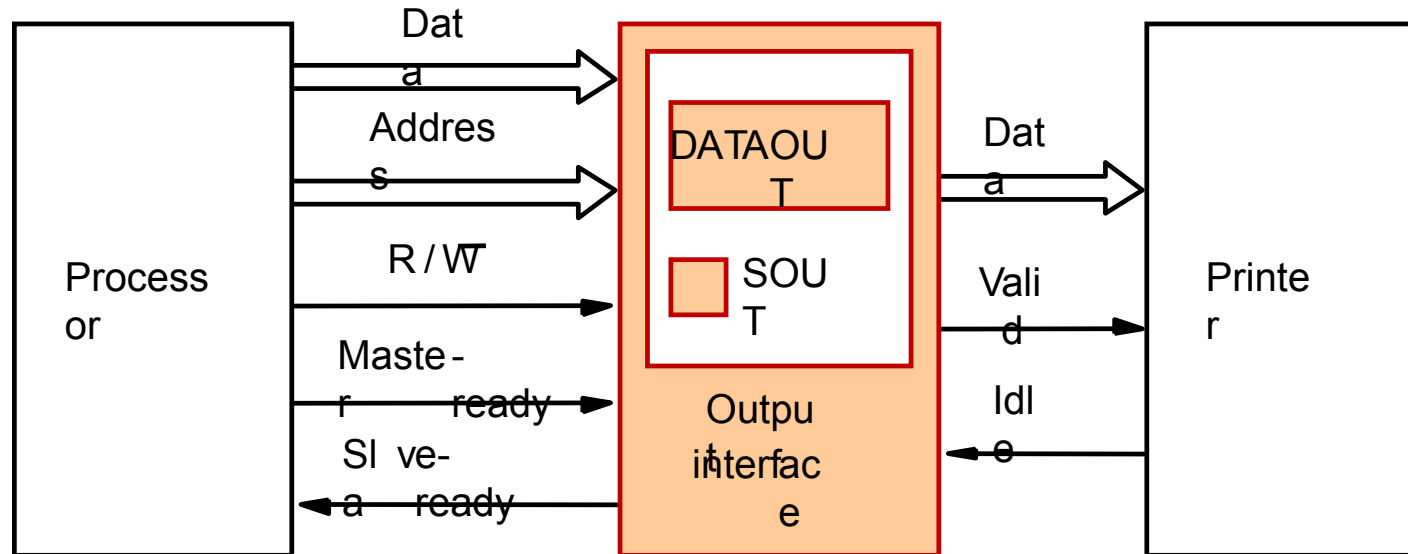 Dat
a
Addres
s
R / W̅
Maste -
r ready
Sl ve-
a ready
Process
or
DATAOU
T
SOU
T
Outpu
t
interfac
e
Dat
a
Vali
d
Idl
e
Printe
r